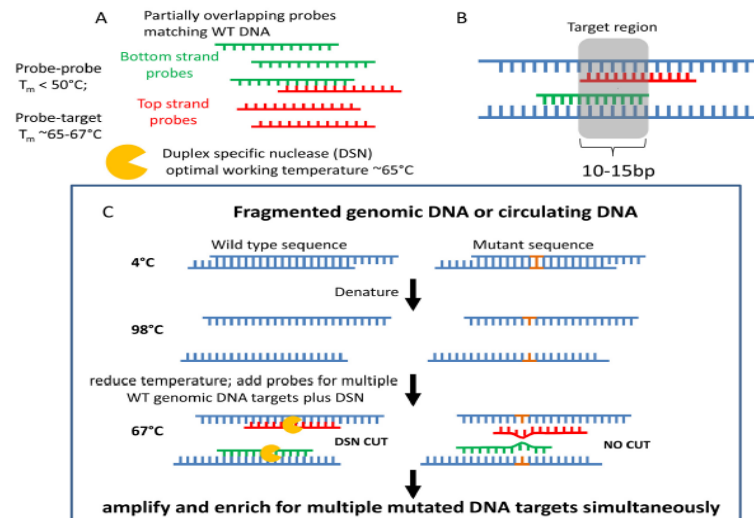 A
Partially overlapping probes
matching WT DNA
Bottom strand
probes
Probe-probe
Tm < 50°C;
Top strand
probes
Probe-target
Tm ~65-67°C
Duplex specific nuclease (DSN)
optimal working temperature ~65°C
B
Target region
10-15bp
C
Fragmented genomic DNA or circulating DNA
Wild type sequence
Mutant sequence
4°C
Denature
98°C
reduce temperature; add probes for multiple
WT genomic DNA targets plus DSN
67°C
DSN CUT
NO CUT
amplify and enrich for multiple mutated DNA targets simultaneously